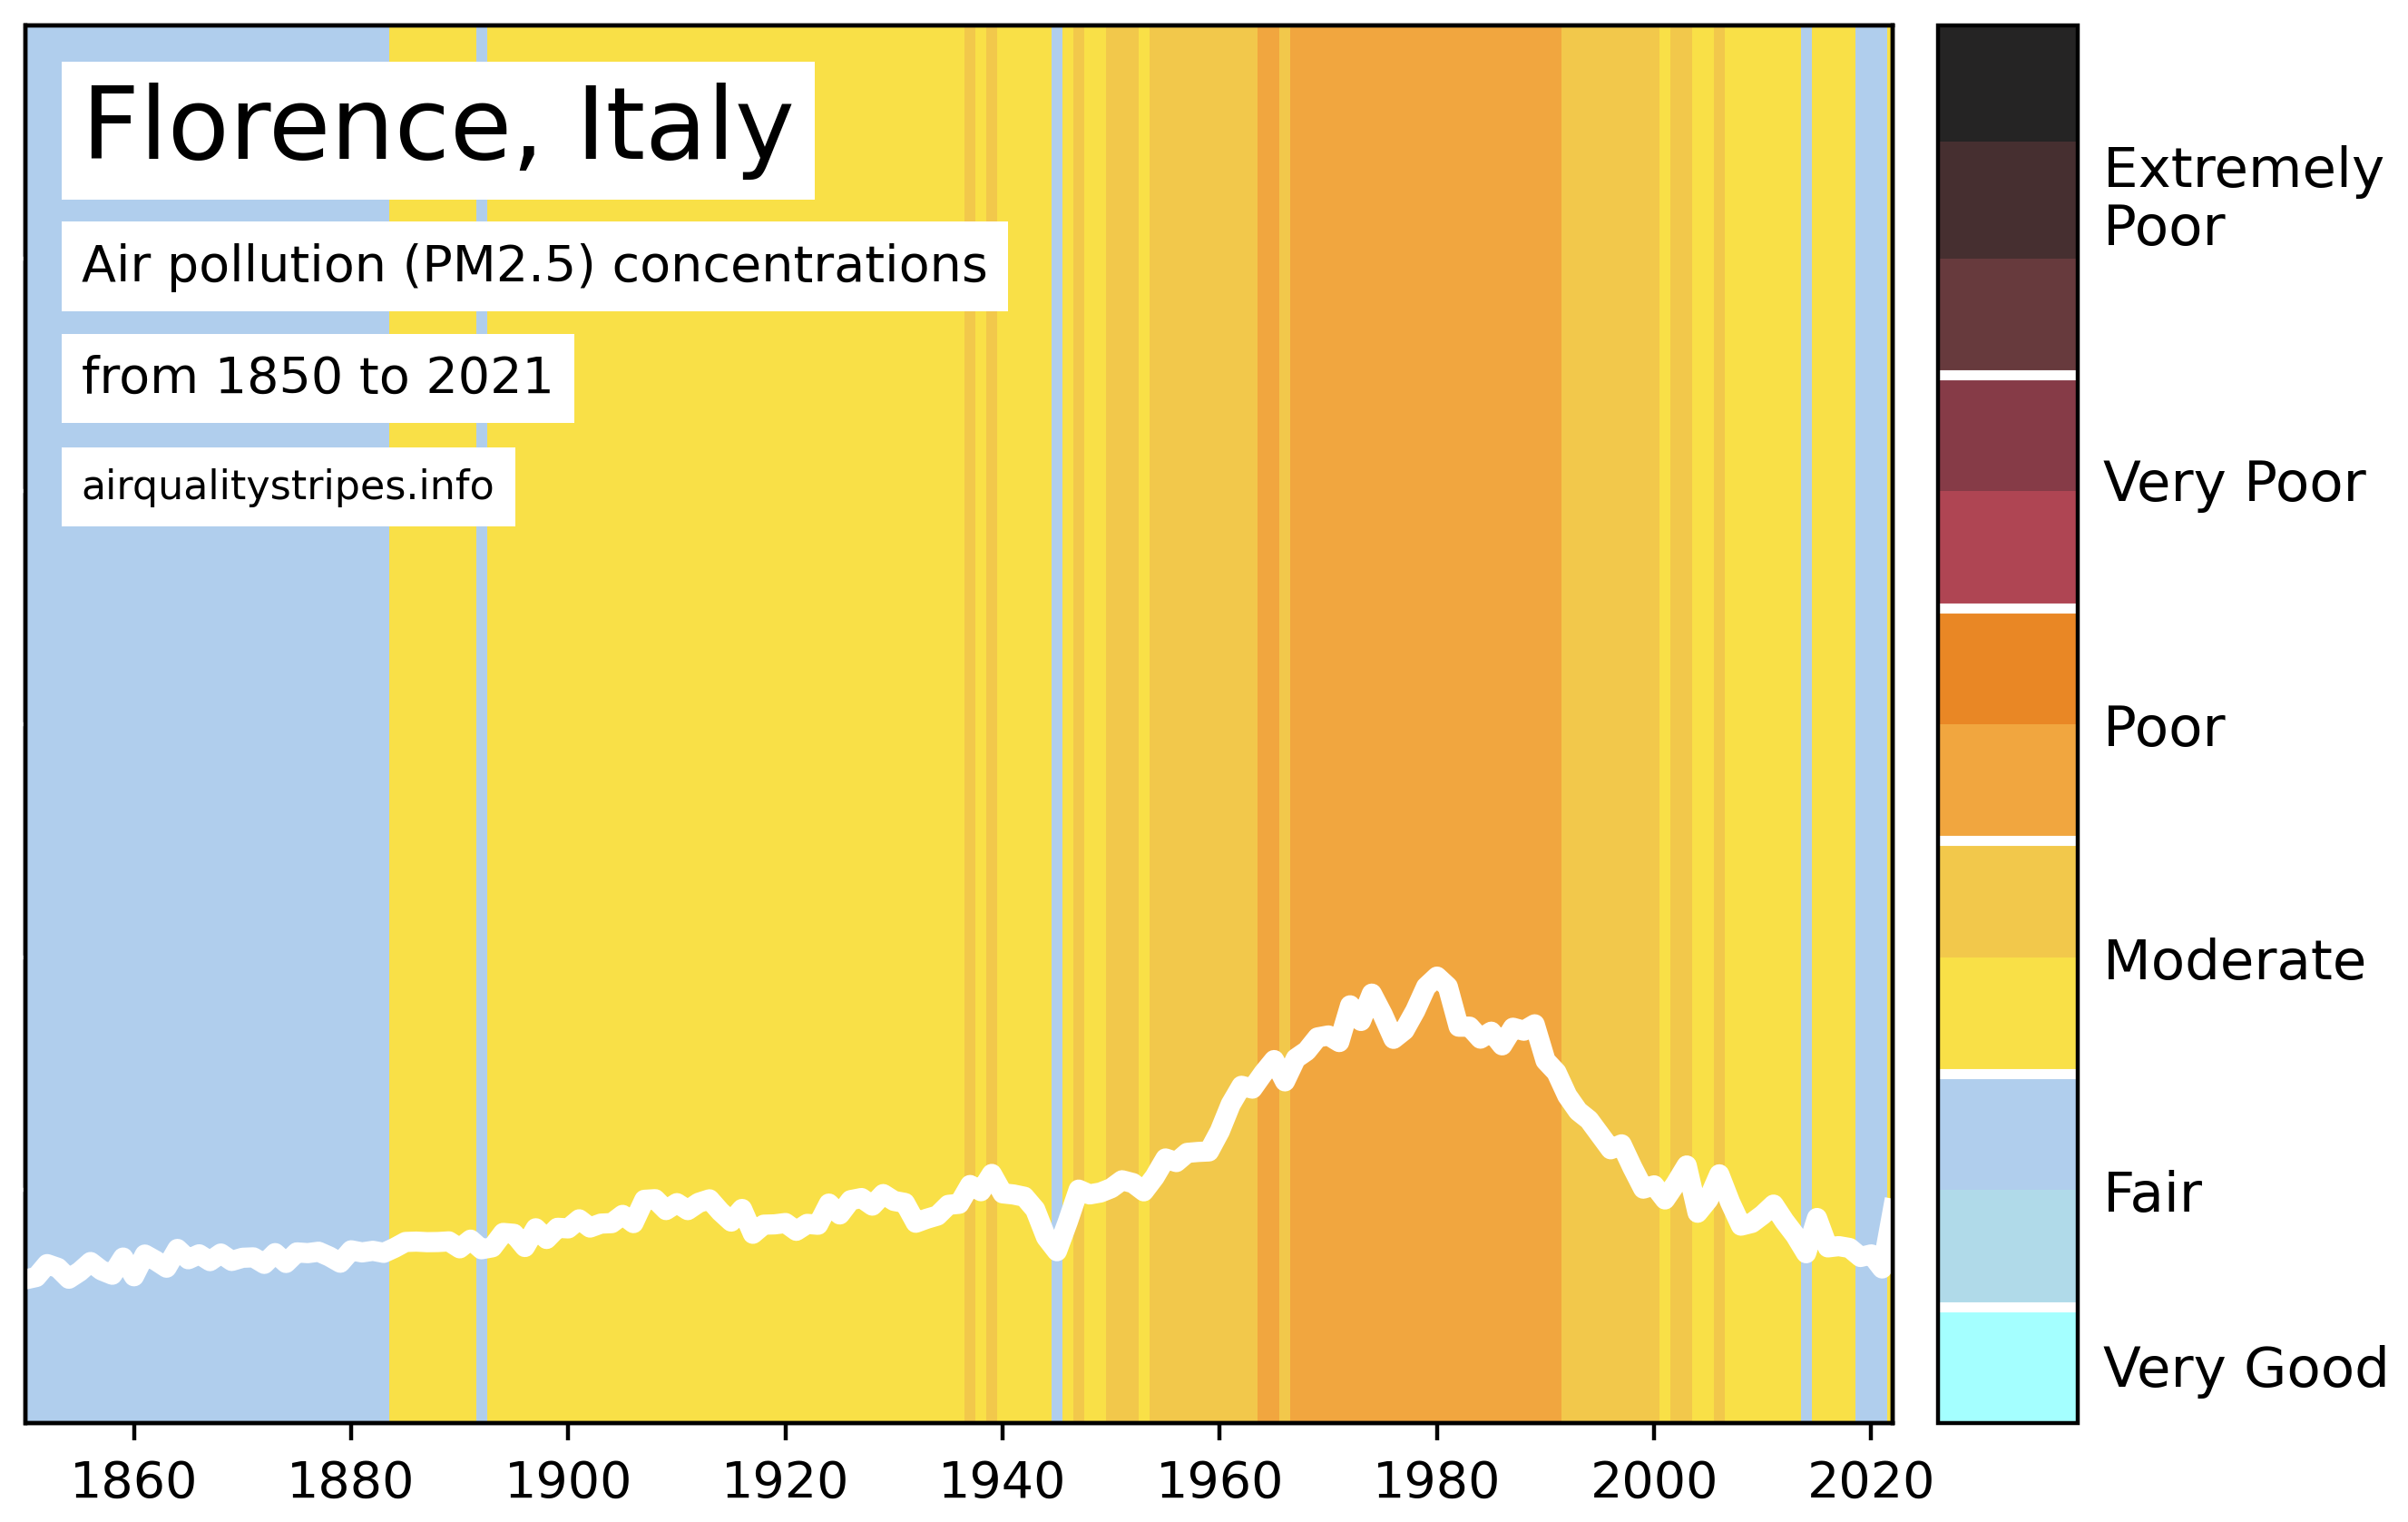 Florence, Italy
Air pollution (PM2.5) concentrations
from 1850 to 2021
airqualitystripes.info
Extremely
Poor
Very Poor
Poor
Moderate
Fair
Very Good
1860 1880 1900 1920 1940 1960 1980 2000 2020